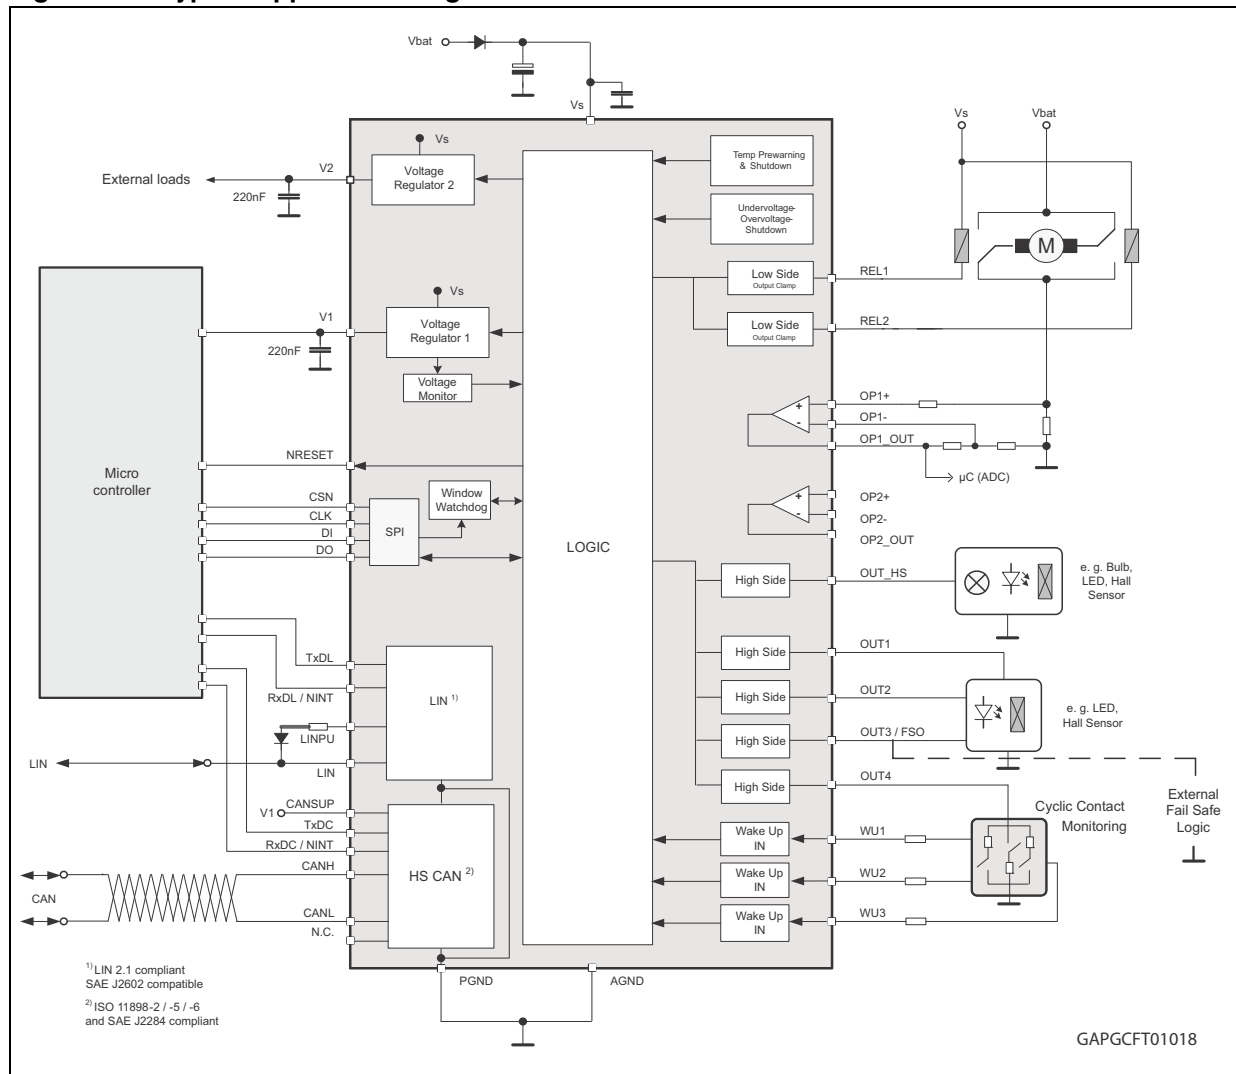 Vbat
Vs
Vs
Vbat
Vs
V2
Voltage
Regulator 2
External loads
220nF
Temp Prewarning
& Shutdown
Undervoltage-
Overvoltage-
Shutdown
M
Low Side
Output Clamp
REL1
Low Side
Output Clamp
REL2
Vs
V1
Voltage
Regulator 1
220nF
Voltage
Monitor
+
-
OP1+
OP1-
OP1_OUT
µC (ADC)
Micro
controller
NRESET
CSN
CLK
DI
DO
SPI
Window
Watchdog
LOGIC
+
-
OP2+
OP2-
OP2_OUT
High Side
OUT_HS
e. g. Bulb,
LED, Hall
Sensor
High Side
OUT1
High Side
OUT2
High Side
OUT3 / FSO
High Side
OUT4
e. g. LED,
Hall Sensor
TxDL
RxDL / NINT
LIN 1)
LINPU
LIN
LIN
V1
CANSUP
TxDC
RxDC / NINT
CANH
HS CAN 2)
CAN
CANL
N.C.
External
Fail Safe
Logic
Cyclic Contact
Monitoring
Wake Up
IN
WU1
Wake Up
IN
WU2
Wake Up
IN
WU3
PGND
AGND
1) LIN 2.1 compliant
SAE J2602 compatible
2) ISO 11898-2 / -5 / -6
and SAE J2284 compliant
GAPGCFT01018